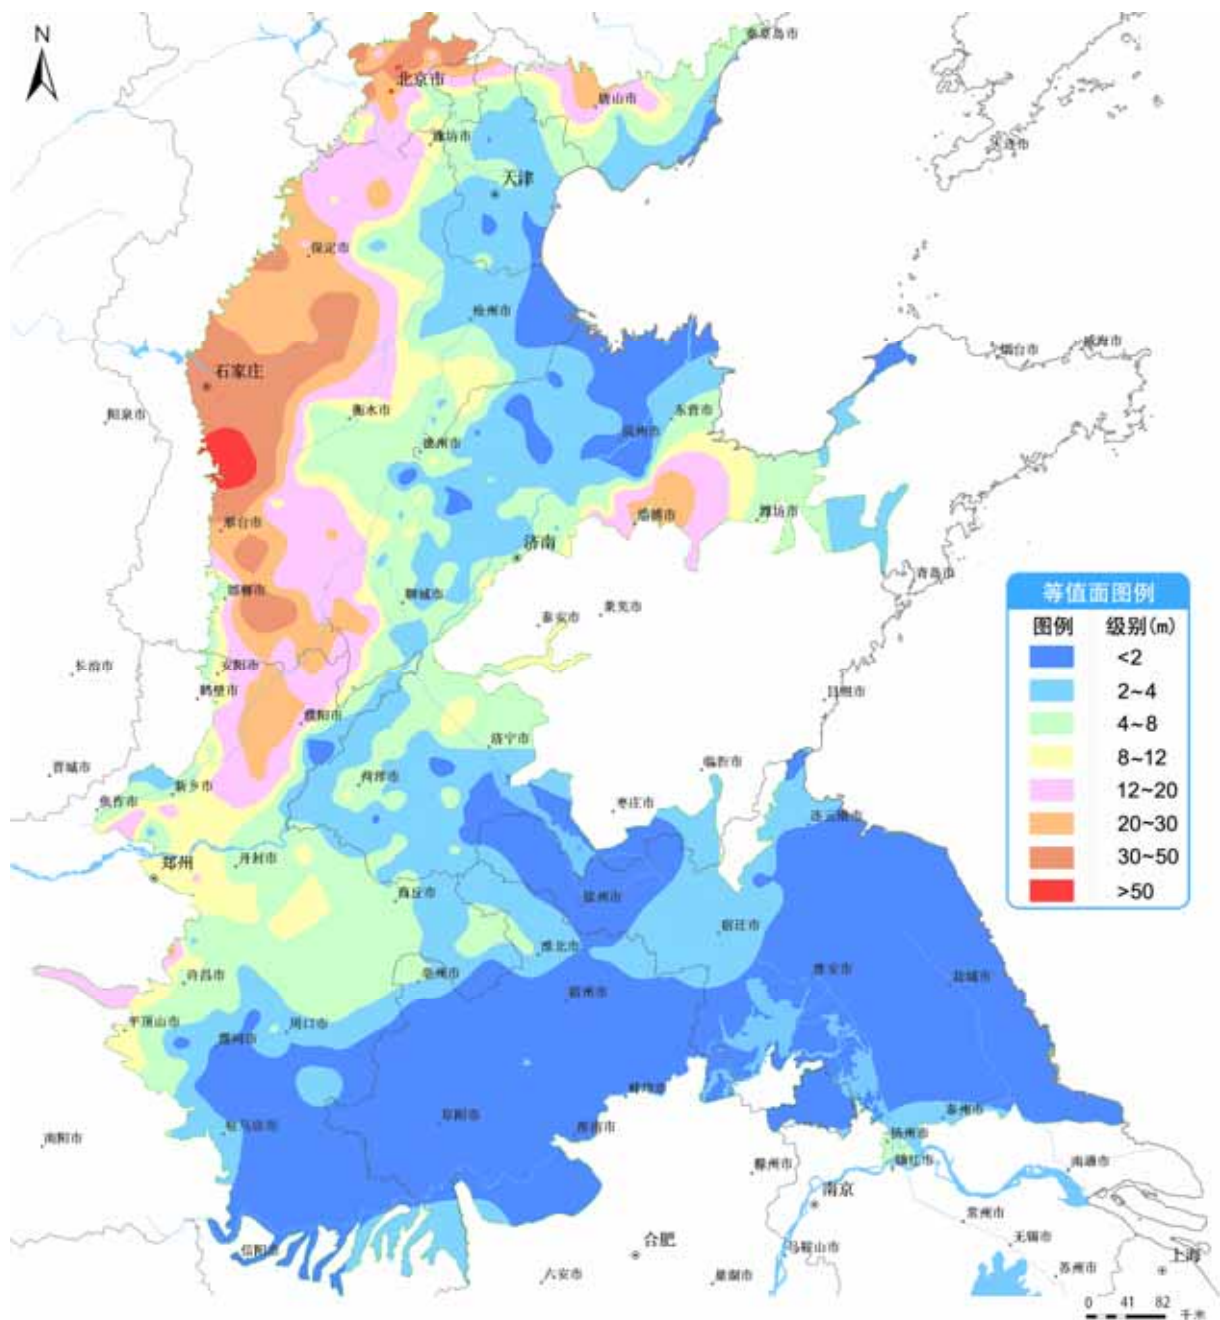 N
秦皇岛市
北京市
唐山市
廊坊市
大连市
天津
保定市
沧州市
烟台市
威海市
石家庄
阳泉市
衡水市
东营市
滨州市
德州市
淄博市
潍坊市
邢台市
济南
青岛市
邯郸市
聊城市
泰安市
莱芜市
长治市
安阳市
鹤壁市
濮阳市
日照市
济宁市
晋城市
新乡市
菏泽市
临沂市
焦作市
枣庄市
连云港市
郑州
开封市
商丘市
徐州市
宿迁市
淮北市
许昌市
亳州市
宿州市
淮安市
盐城市
平顶山市
漯河市
周口市
蚌埠市
南阳市
驻马店市
阜阳市
淮南市
泰州市
扬州市
镇江市
滁州市
南通市
南京
常州市
信阳市
合肥
马鞍山市
无锡市
上海
六安市
巢湖市
苏州市
等值面图例
图例 级别(m)
<2
2~4
4~8
8~12
12~20
20~30
30~50
>50
0 41 82
千米